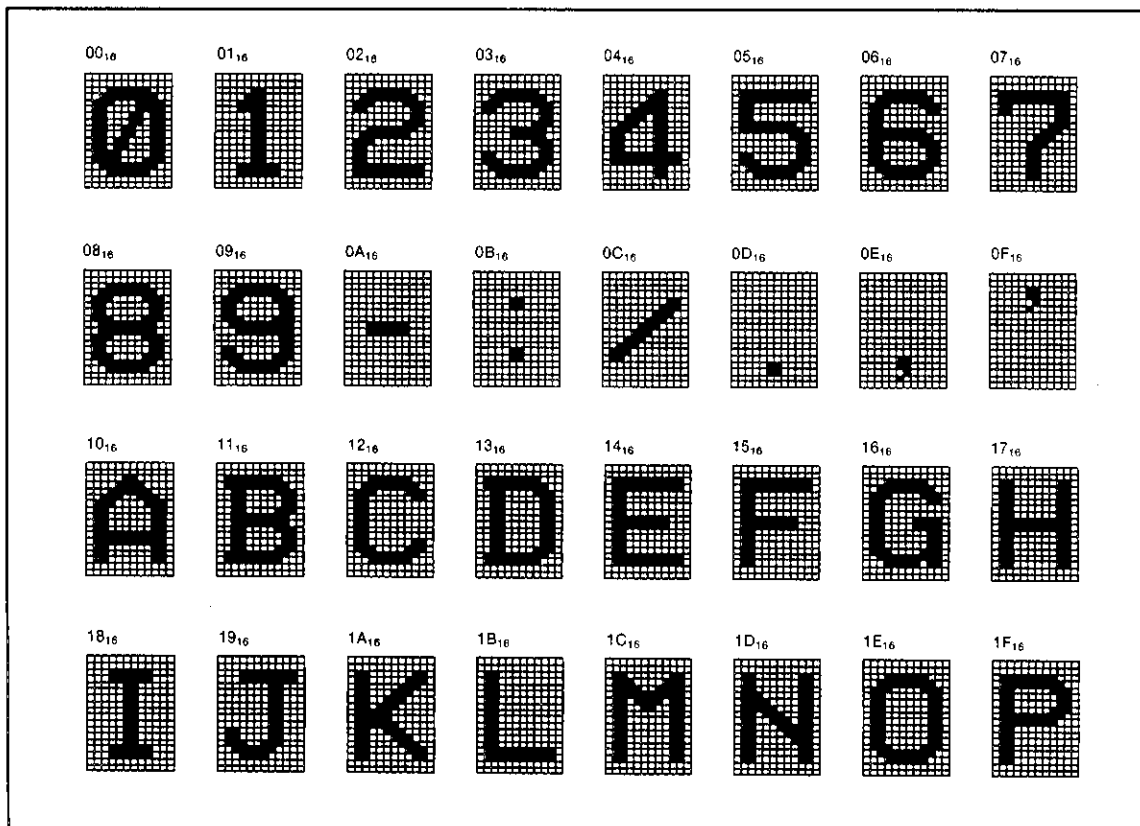 00₁₆ 01₁₆ 02₁₆ 03₁₆ 04₁₆ 05₁₆ 06₁₆ 07₁₆
0 1 2 3 4 5 6 7
08₁₆ 09₁₆ 0A₁₆ 0B₁₆ 0C₁₆ 0D₁₆ 0E₁₆ 0F₁₆
8 9 - : / . , '
10₁₆ 11₁₆ 12₁₆ 13₁₆ 14₁₆ 15₁₆ 16₁₆ 17₁₆
A B C D E F G H
18₁₆ 19₁₆ 1A₁₆ 1B₁₆ 1C₁₆ 1D₁₆ 1E₁₆ 1F₁₆
I J K L M N O P